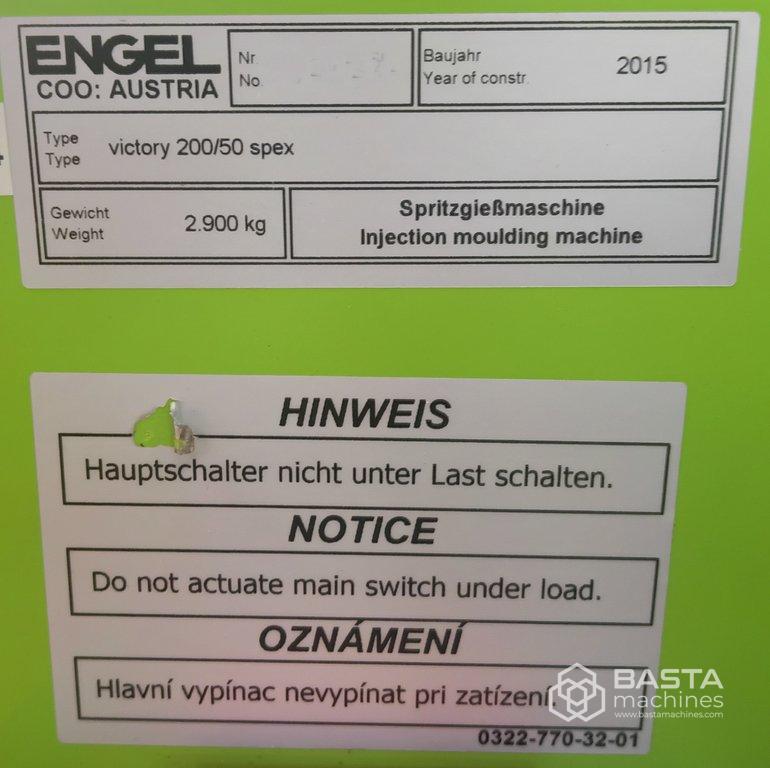 ENGEL
COO: AUSTRIA
Nr
No.
Baujahr
Year of constr.
2015
Type
Type
victory 200/50 spex
Gewicht
Weight
2.900 kg
Spritzgießmaschine
Injection moulding machine
HINWEIS
Hauptschalter nicht unter Last schalten.
NOTICE
Do not actuate main switch under load.
OZNÁMENÍ
Hlavní vypínac nevypínat pri zatízení.
0322-770-32-01
BASTA
machines
www.bastamachines.com